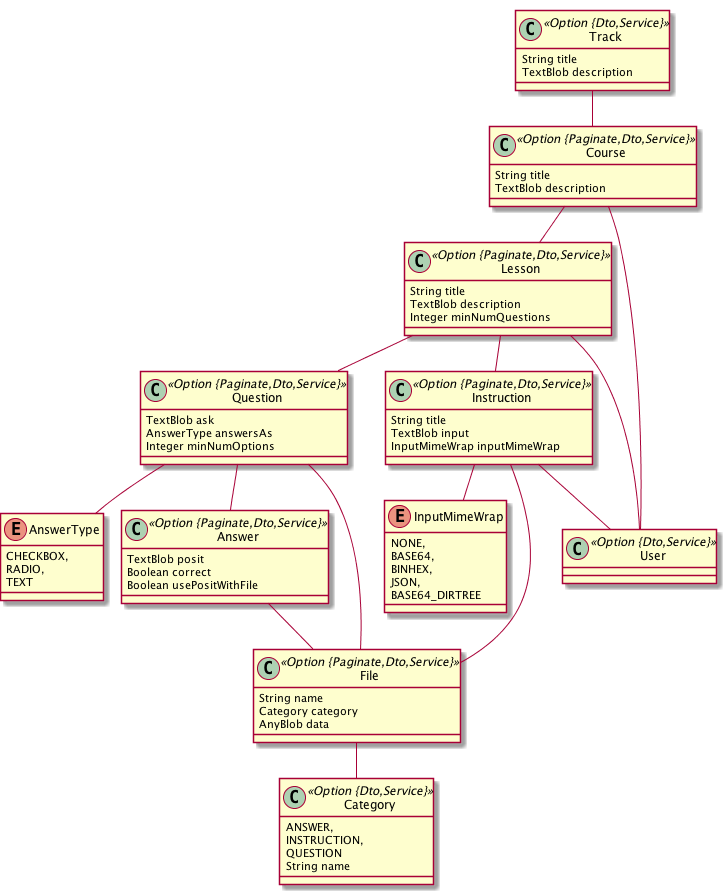 C «Option {Dto,Service}»
Track
String title
TextBlob description
C «Option {Paginate,Dto,Service}»
Course
String title
TextBlob description
C «Option {Paginate,Dto,Service}»
Lesson
String title
TextBlob description
Integer minNumQuestions
C «Option {Paginate,Dto,Service}»
Question
TextBlob ask
AnswerType answersAs
Integer minNumOptions
C «Option {Paginate,Dto,Service}»
Instruction
String title
TextBlob input
InputMimeWrap inputMimeWrap
E AnswerType
CHECKBOX,
RADIO,
TEXT
C «Option {Paginate,Dto,Service}»
Answer
TextBlob posit
Boolean correct
Boolean usePositWithFile
E InputMimeWrap
NONE,
BASE64,
BINHEX,
JSON,
BASE64_DIRTREE
C «Option {Dto,Service}»
User
C «Option {Paginate,Dto,Service}»
File
String name
Category category
AnyBlob data
C «Option {Dto,Service}»
Category
ANSWER,
INSTRUCTION,
QUESTION
String name